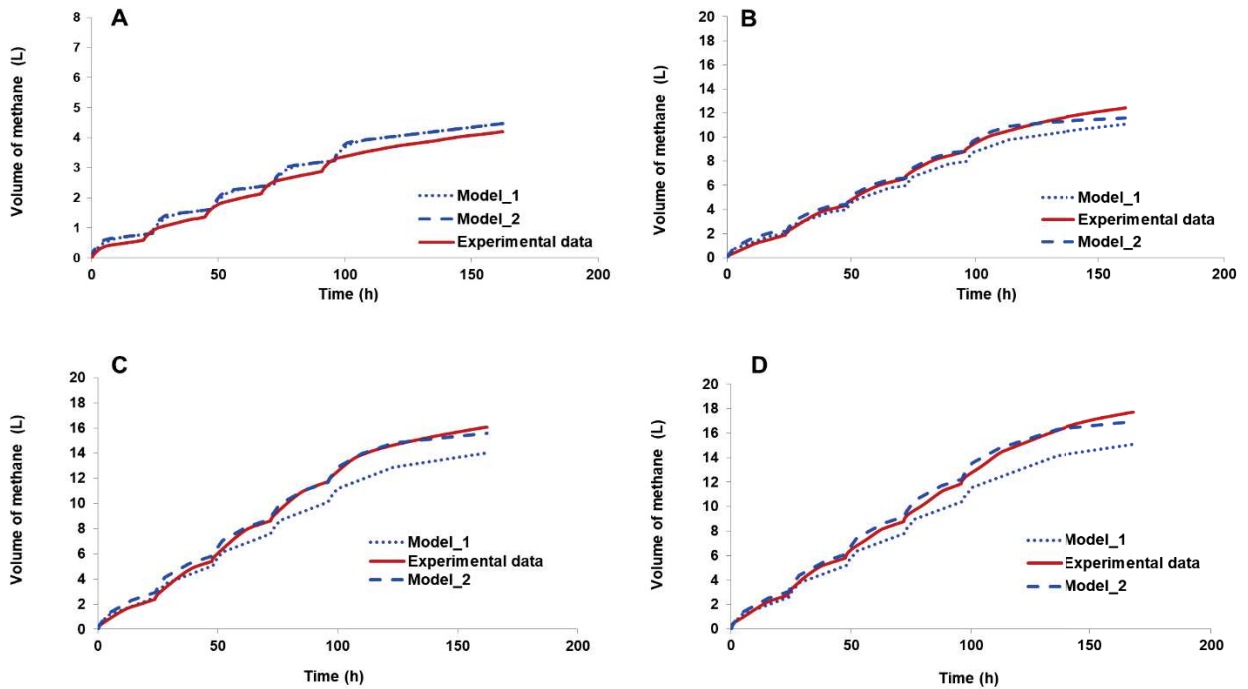 A
Volume of methane (L)
8
7
6
5
4
3
2
1
0
0 50 100 150 200
Time (h)
Model_1
Model_2
Experimental data
B
Volume of methane (L)
20
18
16
14
12
10
8
6
4
2
0
0 50 100 150 200
Time (h)
Model_1
Experimental data
Model_2
C
Volume of methane (L)
20
18
16
14
12
10
8
6
4
2
0
0 50 100 150 200
Time (h)
Model_1
Experimental data
Model_2
D
Volume of methane (L)
20
18
16
14
12
10
8
6
4
2
0
0 50 100 150 200
Time (h)
Model_1
Experimental data
Model_2